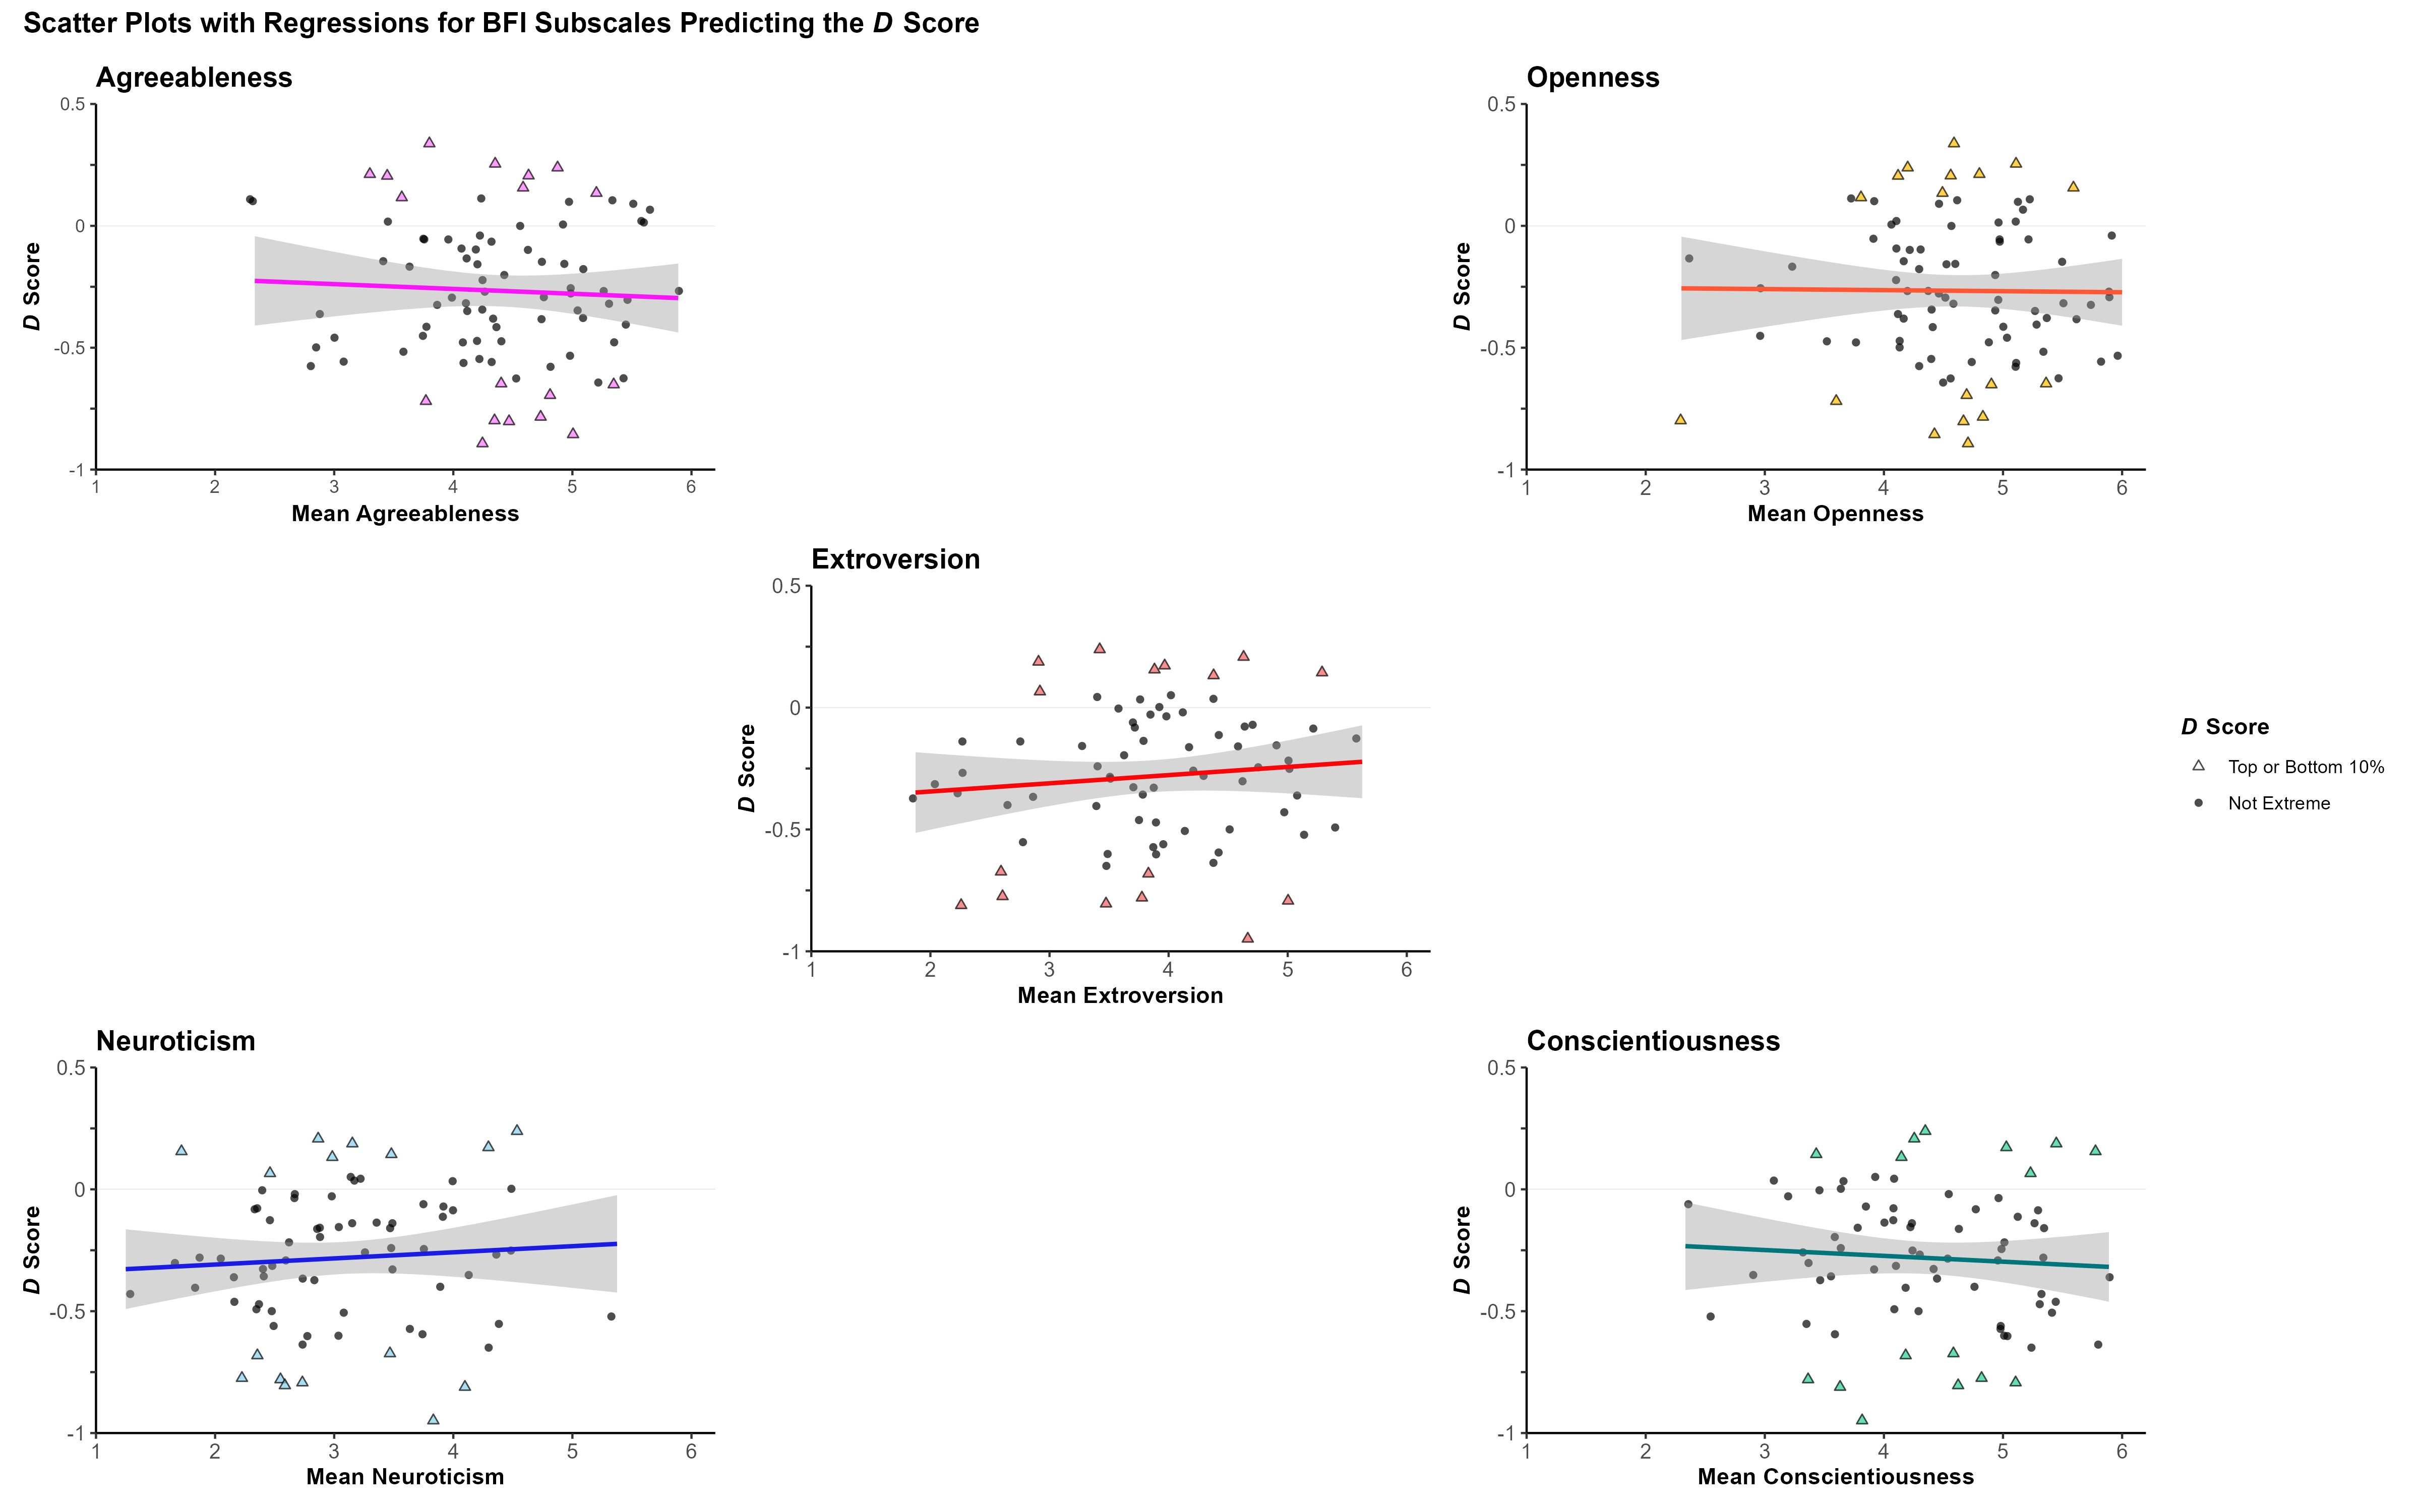 Scatter Plots with Regressions for BFI Subscales Predicting the D Score
Agreeableness
0.5
0
-0.5
-1
D Score
1 2 3 4 5 6
Mean Agreeableness
Openness
0.5
0
-0.5
-1
D Score
1 2 3 4 5 6
Mean Openness
Extroversion
0.5
0
-0.5
-1
D Score
1 2 3 4 5 6
Mean Extroversion
D Score
Top or Bottom 10%
Not Extreme
Neuroticism
0.5
0
-0.5
-1
D Score
1 2 3 4 5 6
Mean Neuroticism
Conscientiousness
0.5
0
-0.5
-1
D Score
1 2 3 4 5 6
Mean Conscientiousness